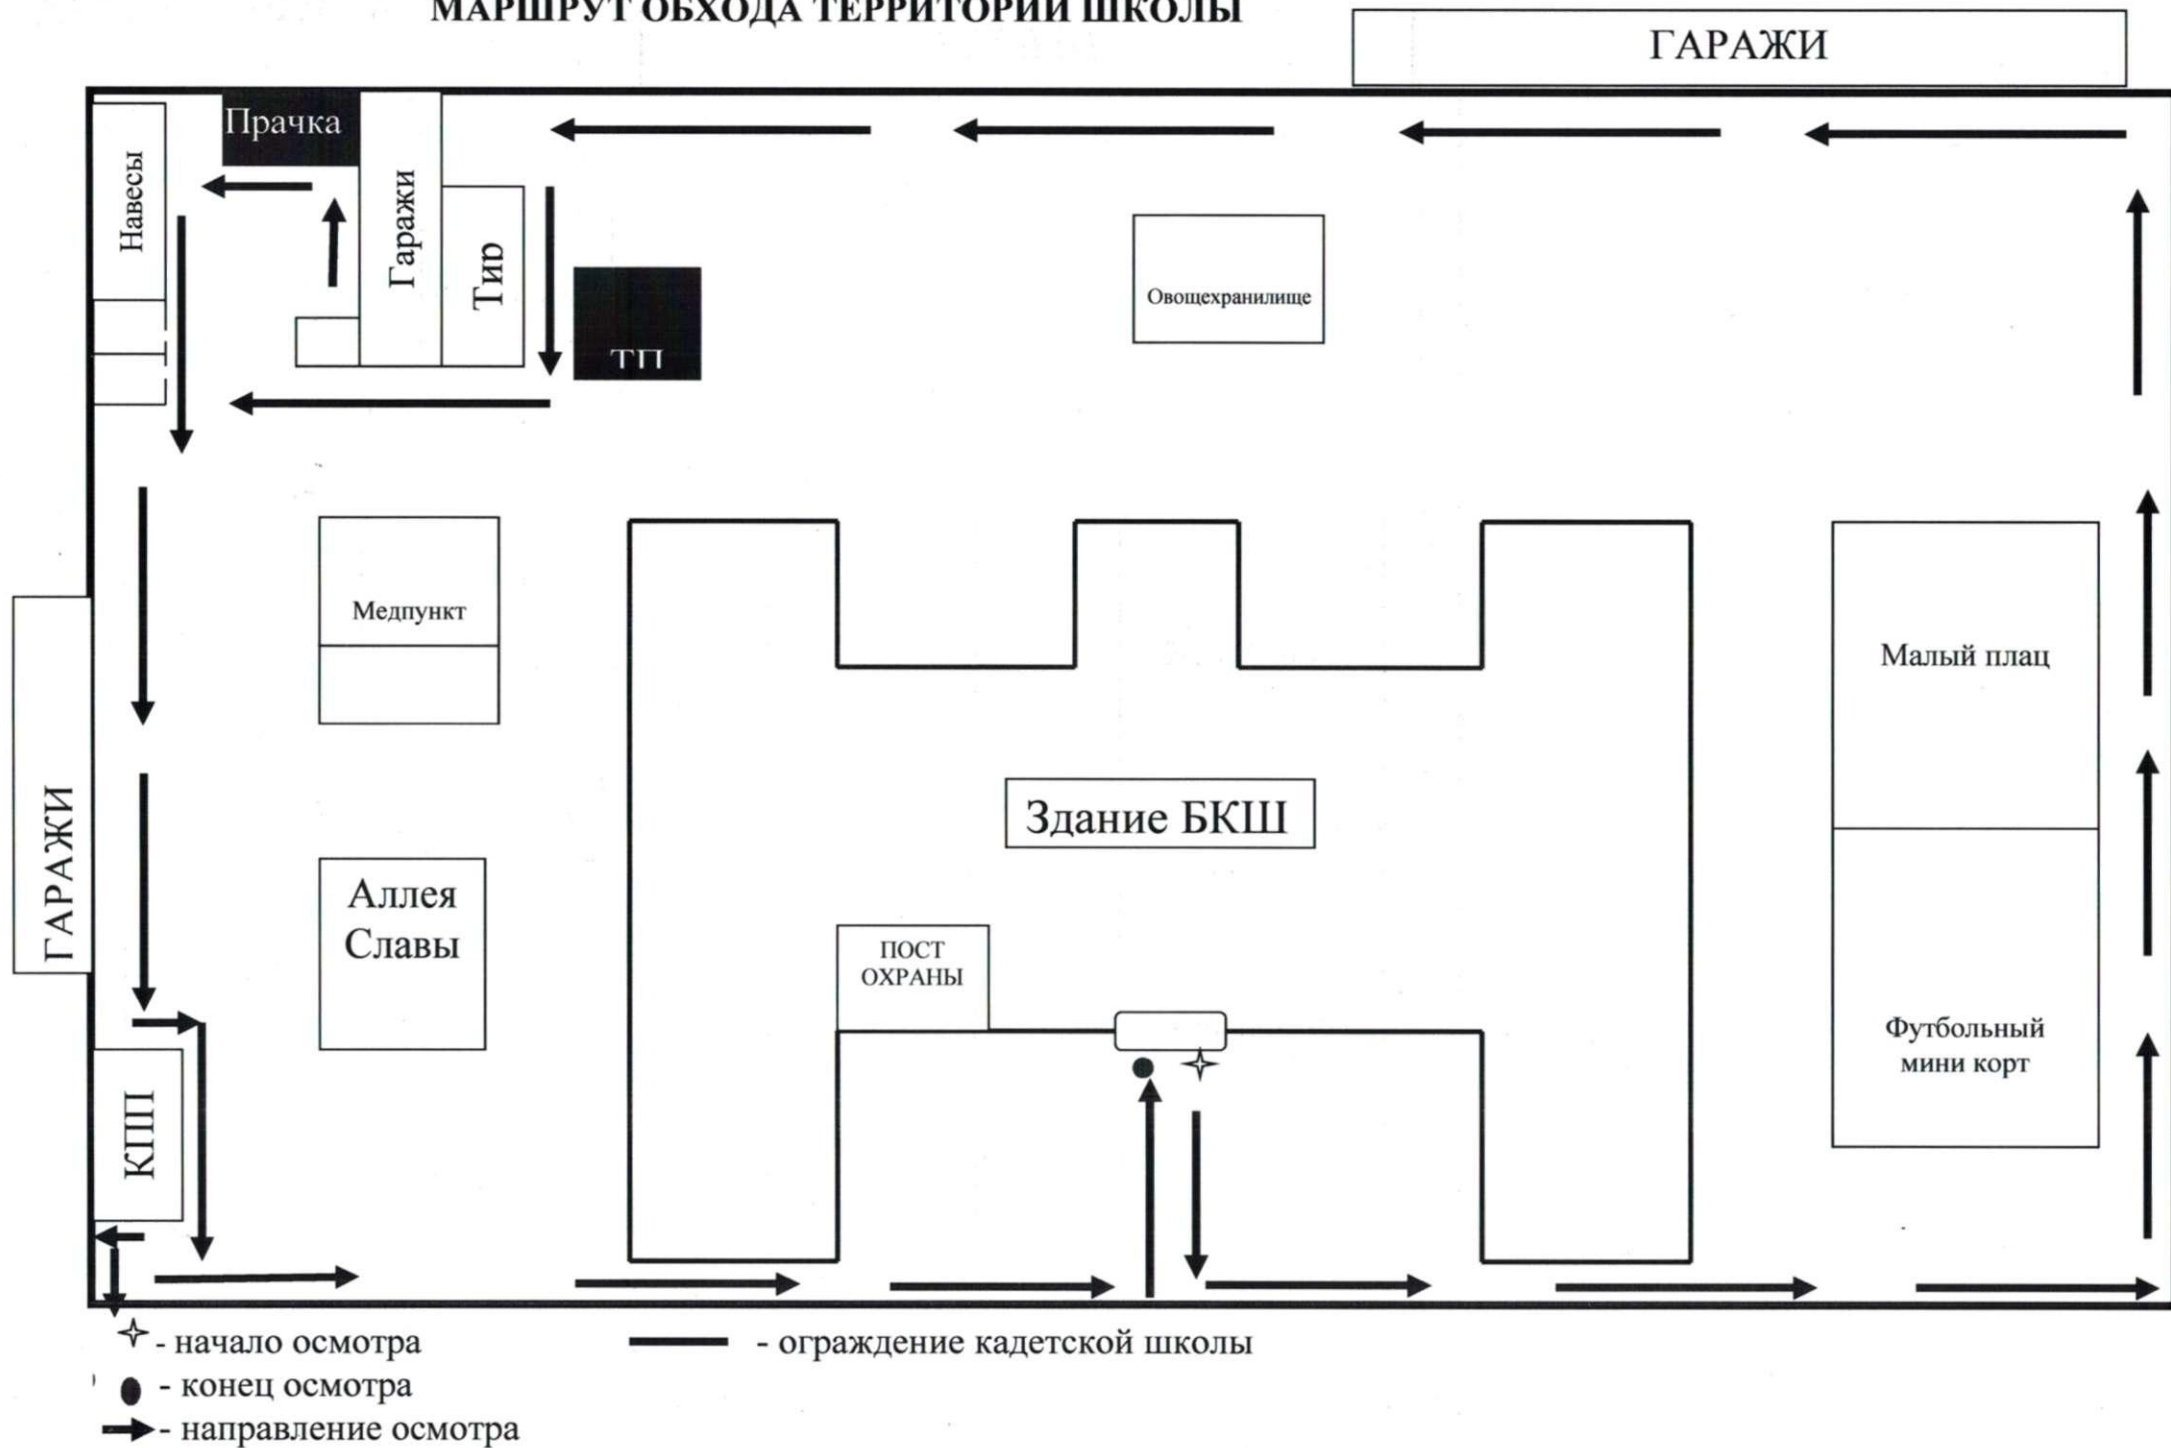 МАРШРУТ ОБХОДА ТЕРРИТОРИИ ШКОЛЫ
ГАРАЖИ
Прачка
Навесы
Гаражи
Тир
ТП
Овощехранилище
Медпункт
Малый плац
ГАРАЖИ
Здание БКШ
Аллея
Славы
ПОСТ
ОХРАНЫ
Футбольный
мини корт
КПП
- начало осмотра
- ограждение кадетской школы
- конец осмотра
- направление осмотра